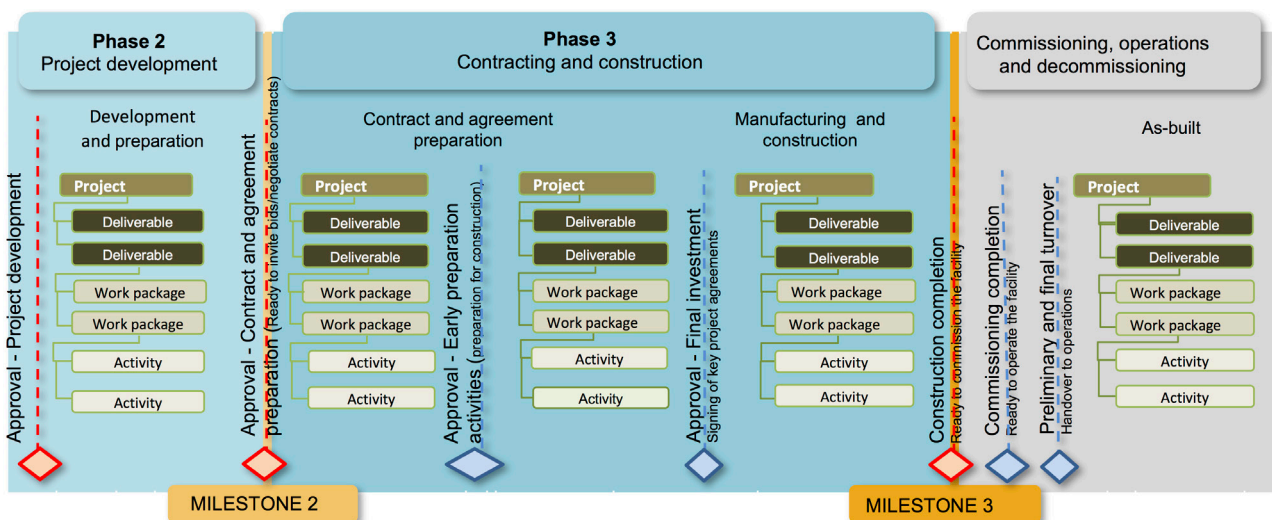 Phase 2
Project development
Phase 3
Contracting and construction
Commissioning, operations
and decommissioning
Development
and preparation
Contract and agreement
preparation
Manufacturing and
construction
As-built
Approval - Project development
Project
Deliverable
Deliverable
Work package
Work package
Activity
Activity
Approval - Contract and agreement
preparation (Ready to invite bids/negotiate contracts)
Project
Deliverable
Deliverable
Work package
Work package
Activity
Activity
Approval - Early preparation
activities (preparation for construction)
Project
Deliverable
Deliverable
Work package
Work package
Activity
Activity
Approval - Final investment
Signing of key project agreements
Project
Deliverable
Deliverable
Work package
Work package
Activity
Activity
Construction completion
Ready to commission the facility
Commissioning completion
Ready to operate the facility
Preliminary and final turnover
Handover to operations
Project
Deliverable
Deliverable
Work package
Work package
Activity
Activity
MILESTONE 2
MILESTONE 3